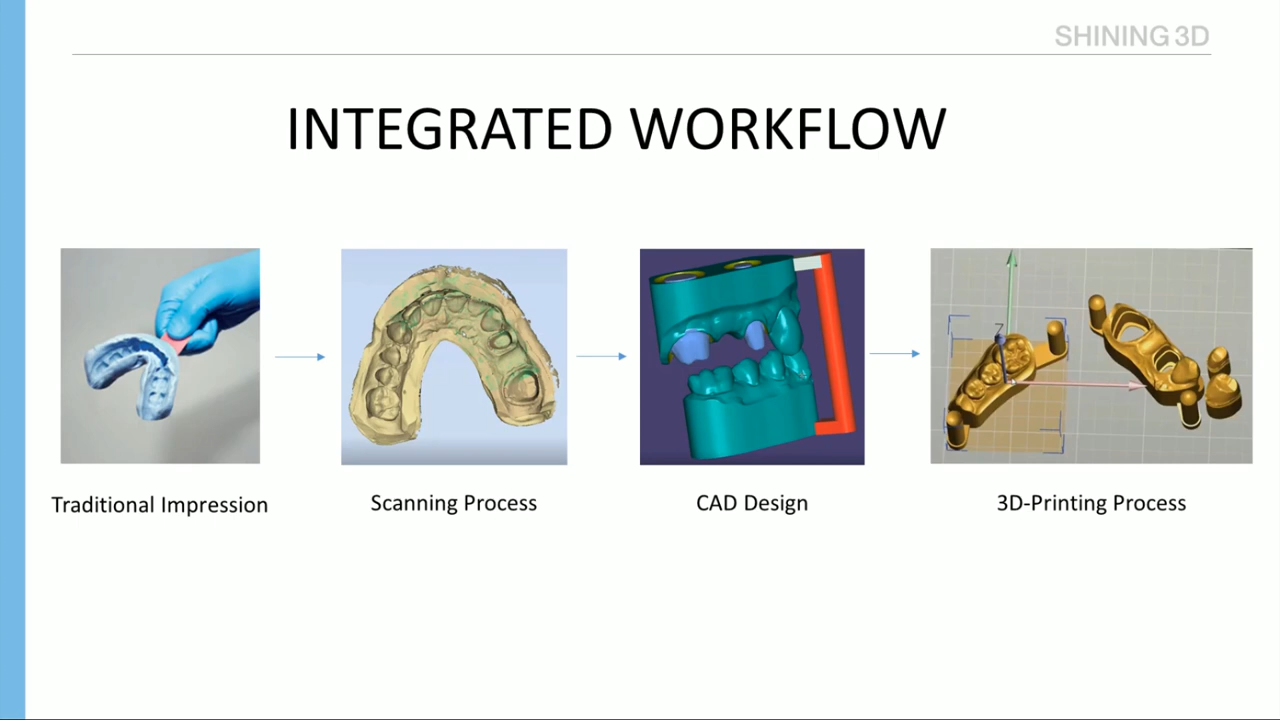 SHINING 3D
INTEGRATED WORKFLOW
Z
Traditional Impression
Scanning Process
CAD Design
3D-Printing Process